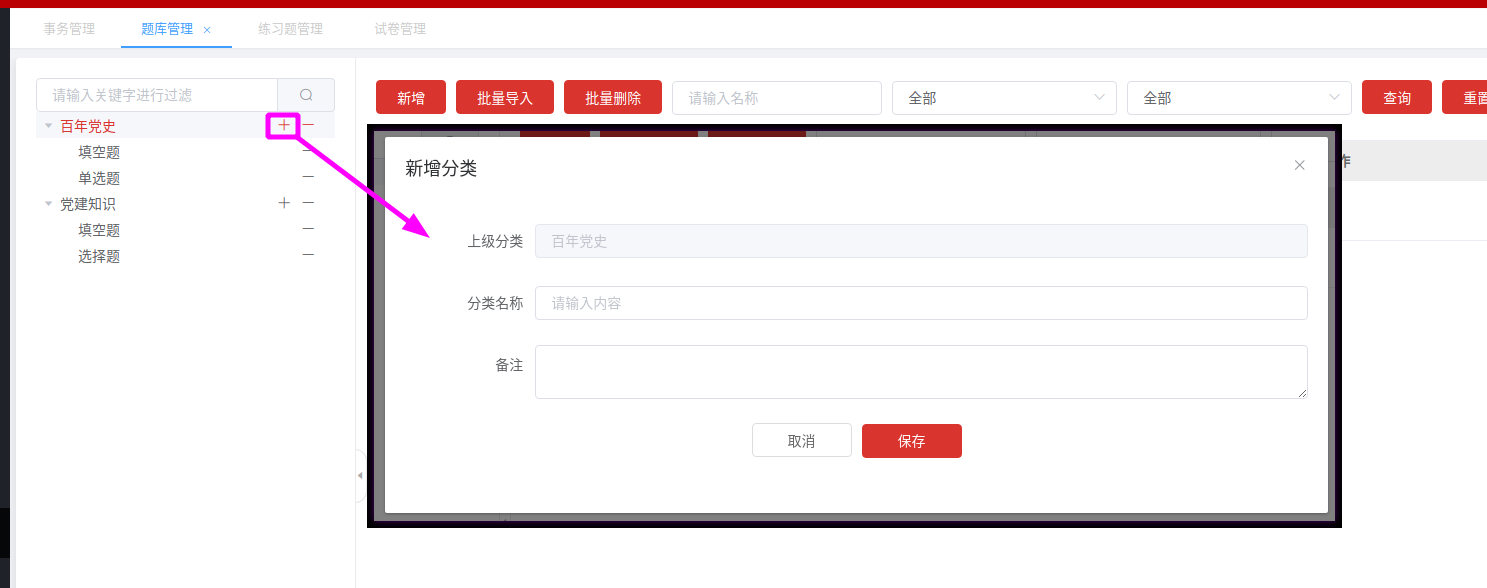 事务管理 题库管理 × 练习题管理 试卷管理
请输入关键字进行过滤
新增 批量导入 批量删除 请输入名称 全部 全部 查询 重置
百年党史
填空题
单选题
党建知识
填空题
选择题
作
新增分类
上级分类 百年党史
分类名称 请输入内容
备注
取消 保存